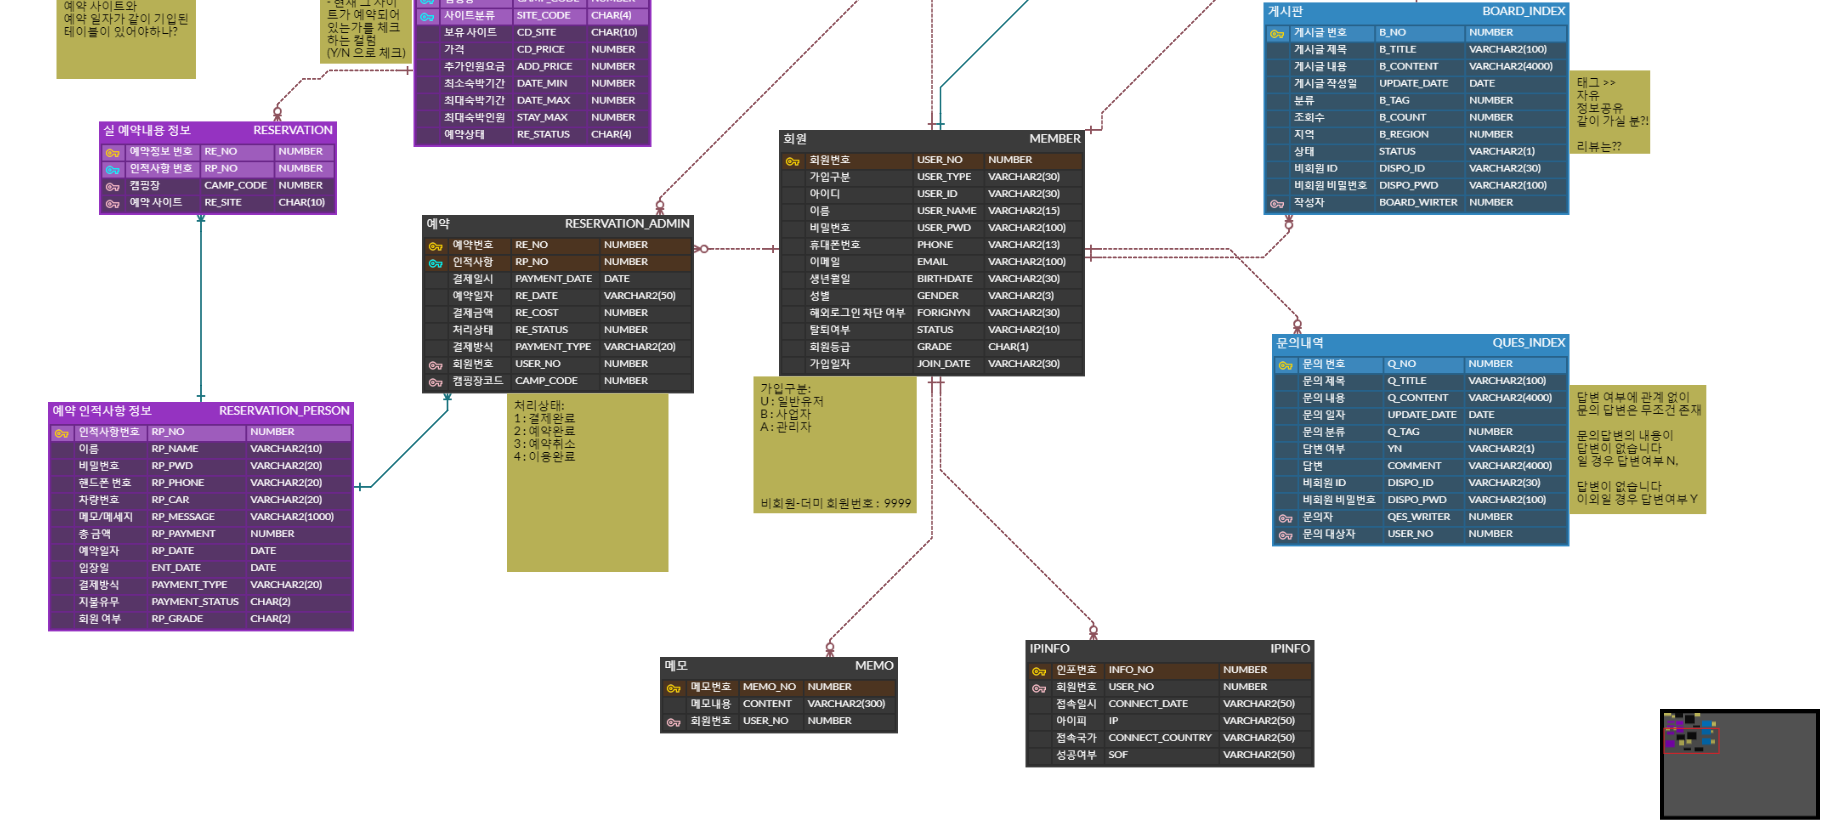 예약 사이트와
예약 일자가 같이 기입된
테이블이 있어야하나?
- 현재 그 사이
트가 예약되어
있는가를 체크
하는 컬럼
(Y/N 으로 체크)
사이트분류 SITE_CODE CHAR(4)
보유 사이트 CD_SITE CHAR(10)
가격 CD_PRICE NUMBER
추가인원요금 ADD_PRICE NUMBER
최소숙박기간 DATE_MIN NUMBER
최대숙박기간 DATE_MAX NUMBER
최대숙박인원 STAY_MAX NUMBER
예약상태 RE_STATUS CHAR(4)
게시판 BOARD_INDEX
게시글 번호 B_NO NUMBER
게시글 제목 B_TITLE VARCHAR2(100)
게시글 내용 B_CONTENT VARCHAR2(4000)
게시글 작성일 UPDATE_DATE DATE
분류 B_TAG NUMBER
조회수 B_COUNT NUMBER
지역 B_REGION NUMBER
상태 STATUS VARCHAR2(1)
비회원 ID DISPO_ID VARCHAR2(30)
비회원 비밀번호 DISPO_PWD VARCHAR2(100)
작성자 BOARD_WIRTER NUMBER
태그 >>
자유
정보공유
같이 가실 분?!
리뷰는??
실 예약내용 정보 RESERVATION
예약정보 번호 RE_NO NUMBER
인적사항 번호 RP_NO NUMBER
캠핑장 CAMP_CODE NUMBER
예약 사이트 RE_SITE CHAR(10)
회원 MEMBER
회원번호 USER_NO NUMBER
가입구분 USER_TYPE VARCHAR2(30)
아이디 USER_ID VARCHAR2(30)
이름 USER_NAME VARCHAR2(15)
비밀번호 USER_PWD VARCHAR2(100)
휴대폰번호 PHONE VARCHAR2(13)
이메일 EMAIL VARCHAR2(100)
생년월일 BIRTHDATE VARCHAR2(30)
성별 GENDER VARCHAR2(3)
해외로그인 차단 여부 FORIGNYN VARCHAR2(30)
탈퇴여부 STATUS VARCHAR2(10)
회원등급 GRADE CHAR(1)
가입일자 JOIN_DATE VARCHAR2(30)
예약 RESERVATION_ADMIN
예약번호 RE_NO NUMBER
인적사항 RP_NO NUMBER
결제일시 PAYMENT_DATE DATE
예약일자 RE_DATE VARCHAR2(50)
결제금액 RE_COST NUMBER
처리상태 RE_STATUS NUMBER
결제방식 PAYMENT_TYPE VARCHAR2(20)
회원번호 USER_NO NUMBER
캠핑장코드 CAMP_CODE NUMBER
처리상태:
1 : 결제완료
2 : 예약완료
3 : 예약취소
4 : 이용완료
가입구분:
U : 일반유저
B : 사업자
A : 관리자
비회원-더미 회원번호 : 9999
문의내역 QUES_INDEX
문의 번호 Q_NO NUMBER
문의 제목 Q_TITLE VARCHAR2(100)
문의 내용 Q_CONTENT VARCHAR2(4000)
문의 일자 UPDATE_DATE DATE
문의 분류 Q_TAG NUMBER
답변 여부 YN VARCHAR2(1)
답변 COMMENT VARCHAR2(4000)
비회원 ID DISPO_ID VARCHAR2(30)
비회원 비밀번호 DISPO_PWD VARCHAR2(100)
문의자 QES_WRITER NUMBER
문의 대상자 USER_NO NUMBER
답변 여부에 관계 없이
문의 답변은 무조건 존재
문의답변의 내용이
답변이 없습니다
일 경우 답변여부 N,
답변이 없습니다
이외일 경우 답변여부 Y
예약 인적사항 정보 RESERVATION_PERSON
인적사항번호 RP_NO NUMBER
이름 RP_NAME VARCHAR2(10)
비밀번호 RP_PWD VARCHAR2(20)
핸드폰 번호 RP_PHONE VARCHAR2(20)
차량번호 RP_CAR VARCHAR2(20)
메모/메세지 RP_MESSAGE VARCHAR2(1000)
총 금액 RP_PAYMENT NUMBER
예약일자 RP_DATE DATE
입장일 ENT_DATE DATE
결제방식 PAYMENT_TYPE VARCHAR2(20)
지불유무 PAYMENT_STATUS CHAR(2)
회원 여부 RP_GRADE CHAR(2)
메모 MEMO
메모번호 MEMO_NO NUMBER
메모내용 CONTENT VARCHAR2(300)
회원번호 USER_NO NUMBER
IPINFO IPINFO
인포번호 INFO_NO NUMBER
회원번호 USER_NO NUMBER
접속일시 CONNECT_DATE VARCHAR2(50)
아이피 IP VARCHAR2(50)
접속국가 CONNECT_COUNTRY VARCHAR2(50)
성공여부 SOF VARCHAR2(50)